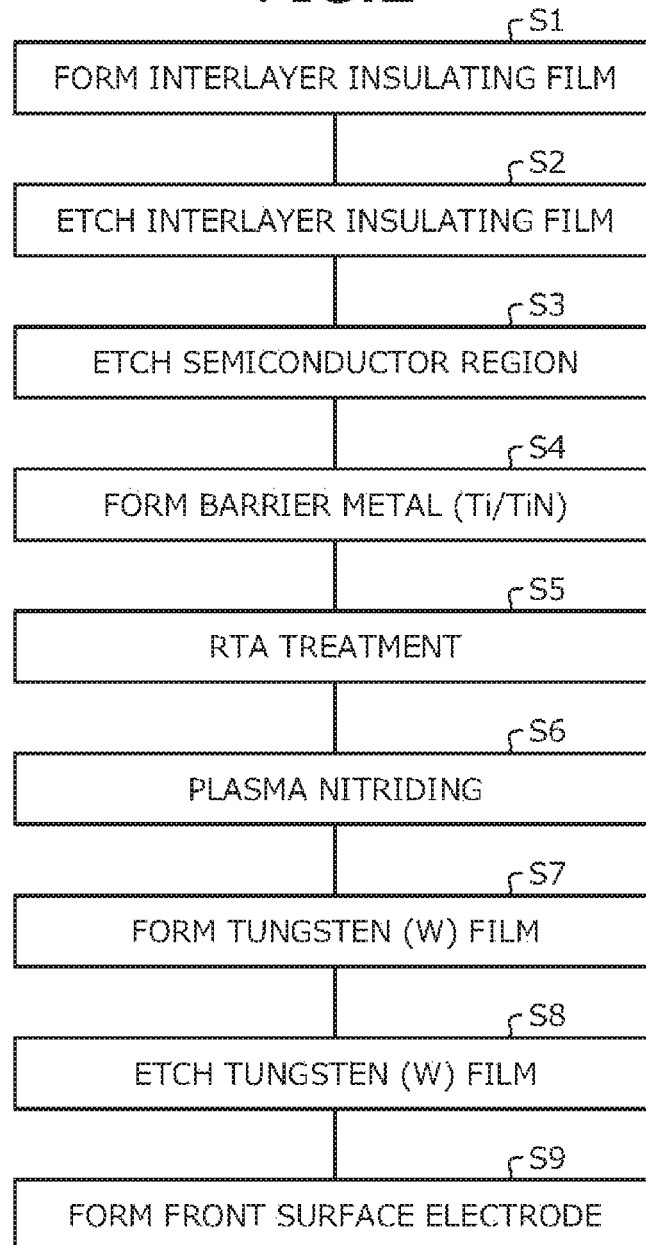 S1
FORM INTERLAYER INSULATING FILM
S2
ETCH INTERLAYER INSULATING FILM
S3
ETCH SEMICONDUCTOR REGION
S4
FORM BARRIER METAL (Ti/TiN)
S5
RTA TREATMENT
S6
PLASMA NITRIDING
S7
FORM TUNGSTEN (W) FILM
S8
ETCH TUNGSTEN (W) FILM
S9
FORM FRONT SURFACE ELECTRODE